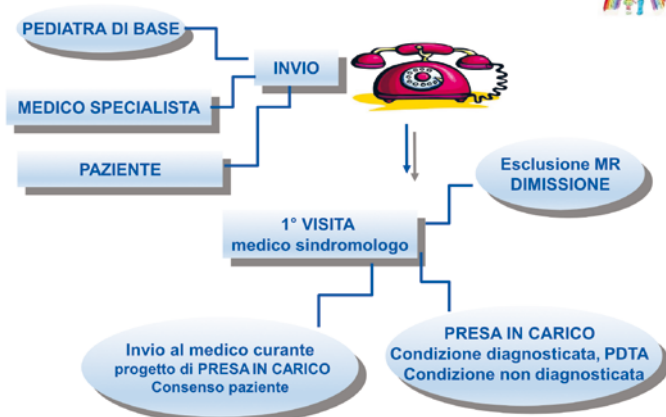 PEDIATRA DI BASE
INVIO
MEDICO SPECIALISTA
PAZIENTE
Esclusione MR
DIMISSIONE
1° VISITA
medico sindromologo
Invio al medico curante
progetto di PRESA IN CARICO
Consenso paziente
PRESA IN CARICO
Condizione diagnosticata, PDTA
Condizione non diagnosticata